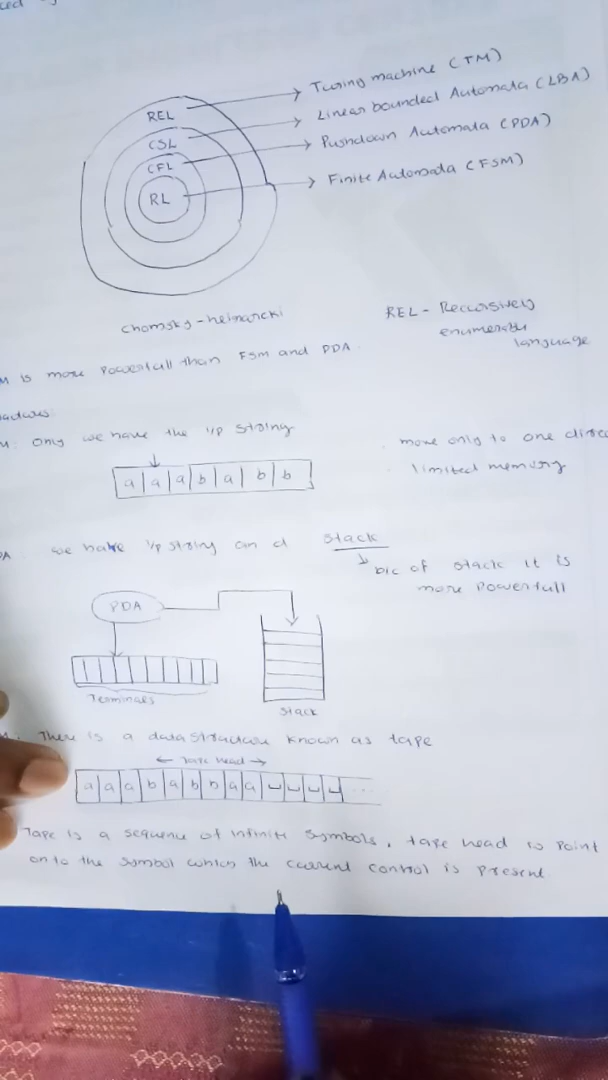 REL
CSL
CFL
RL
Turing machine (TM)
Linear bounded Automata (LBA)
Pushdown Automata (PDA)
Finite Automata (FSM)
chomsky-heirarcki
REL - Recursively
enumerable
language
M is more Powerfull than FSM and PDA
M: Only we have the I/P String
a a a b a b b
move only to one direc
limited memory
DA we have I/p string and stack
b/c of stack it is
more Powerfull
PDA
Terminals
Stack
There is a data structure known as tape
← Tape head →
a a a b a b b a a ⌴ ⌴ ⌴ ⌴ ...
Tape is a sequence of infinite symbols, tape head is Point
on to the symbol which the current control is Present